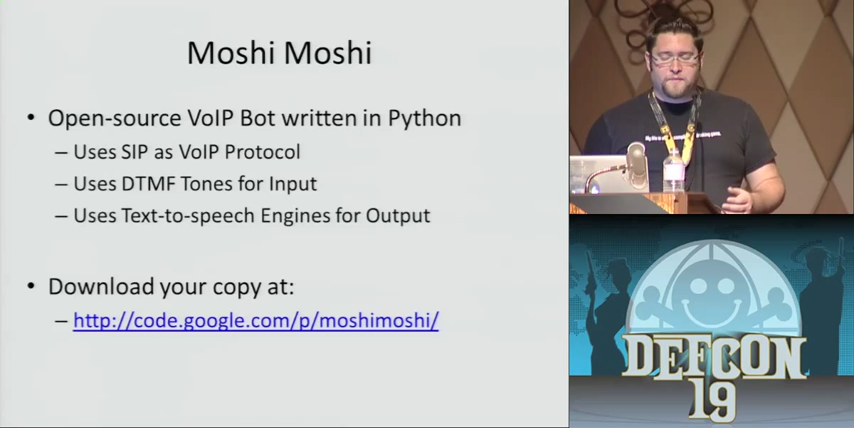 Moshi Moshi
• Open-source VoIP Bot written in Python
– Uses SIP as VoIP Protocol
– Uses DTMF Tones for Input
– Uses Text-to-speech Engines for Output
• Download your copy at:
– http://code.google.com/p/moshimoshi/
DEFCON
19